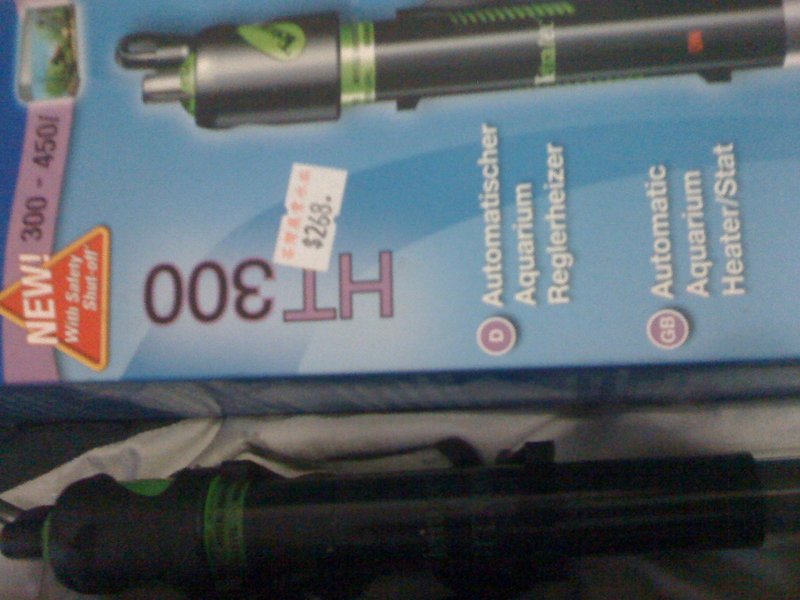 300 - 450l
NEW!
With Safety
Shut-off
HT
300
$268.
D Automatischer
Aquarium
Reglerheizer
GB Automatic
Aquarium
Heater/Stat